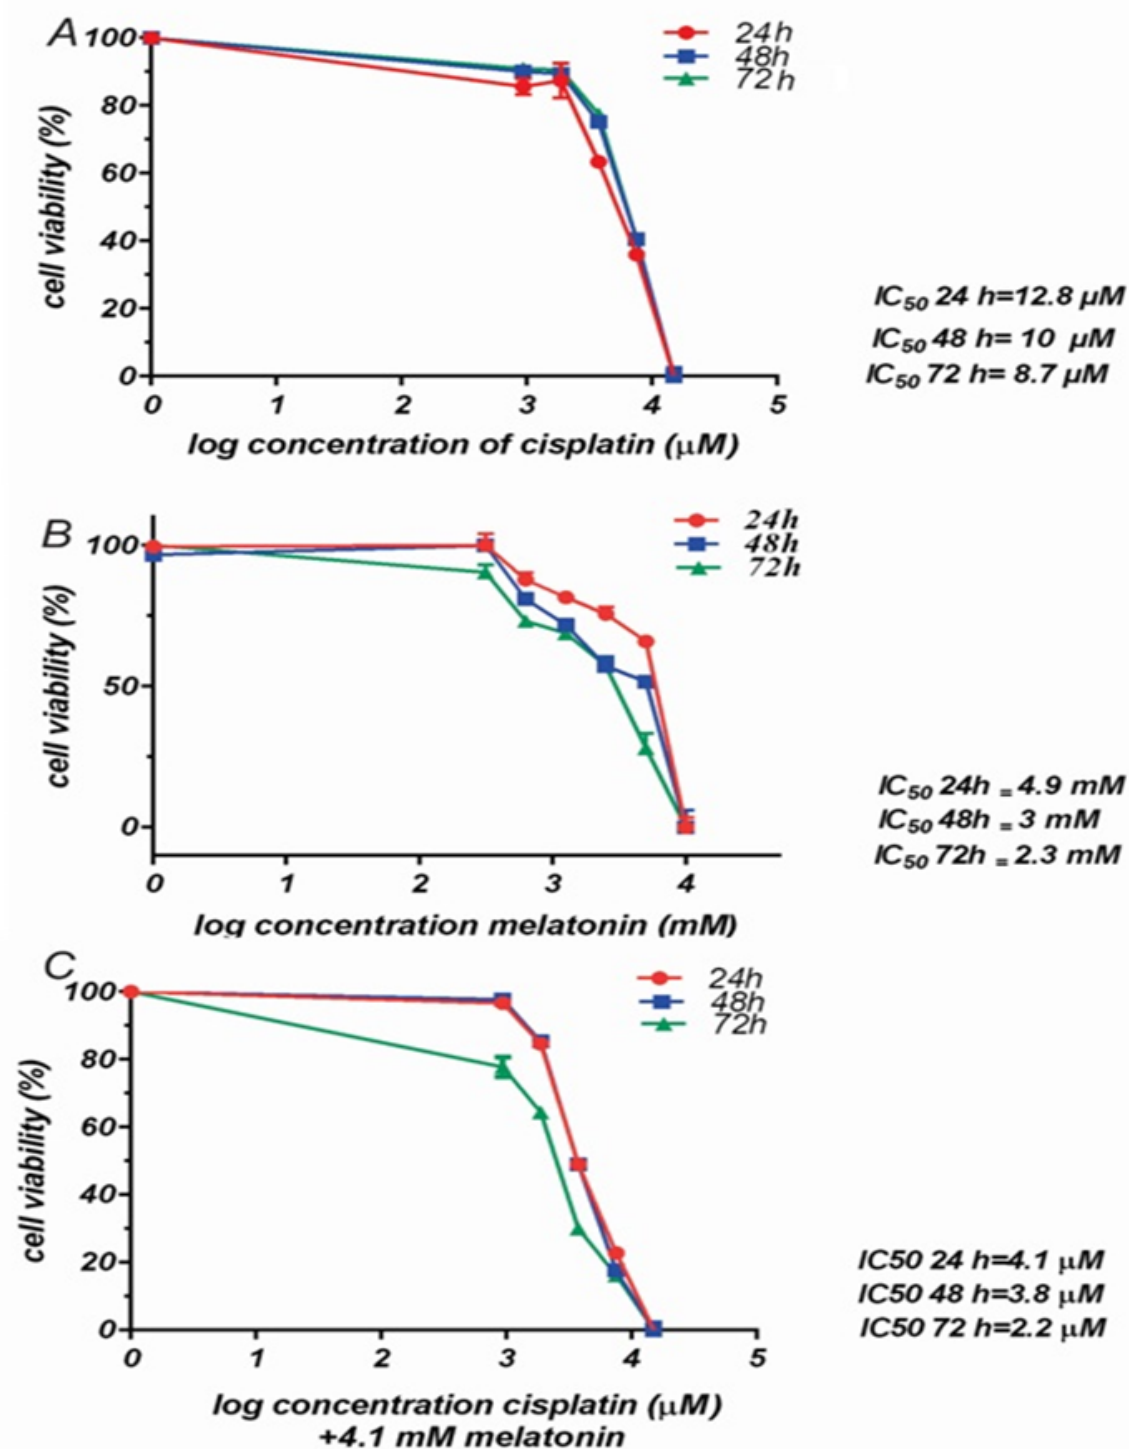 A
24h
48h
72h
100
80
60
40
20
0
cell viability (%)
0 1 2 3 4 5
log concentration of cisplatin (μM)
IC50 24 h=12.8 μM
IC50 48 h= 10 μM
IC50 72 h= 8.7 μM
B
24h
48h
72h
100
50
0
cell viability (%)
0 1 2 3 4
log concentration melatonin (mM)
IC50 24h = 4.9 mM
IC50 48h = 3 mM
IC50 72h = 2.3 mM
C
24h
48h
72h
100
80
60
40
20
0
cell viability (%)
0 1 2 3 4 5
log concentration cisplatin (μM)
+4.1 mM melatonin
IC50 24 h=4.1 μM
IC50 48 h=3.8 μM
IC50 72 h=2.2 μM